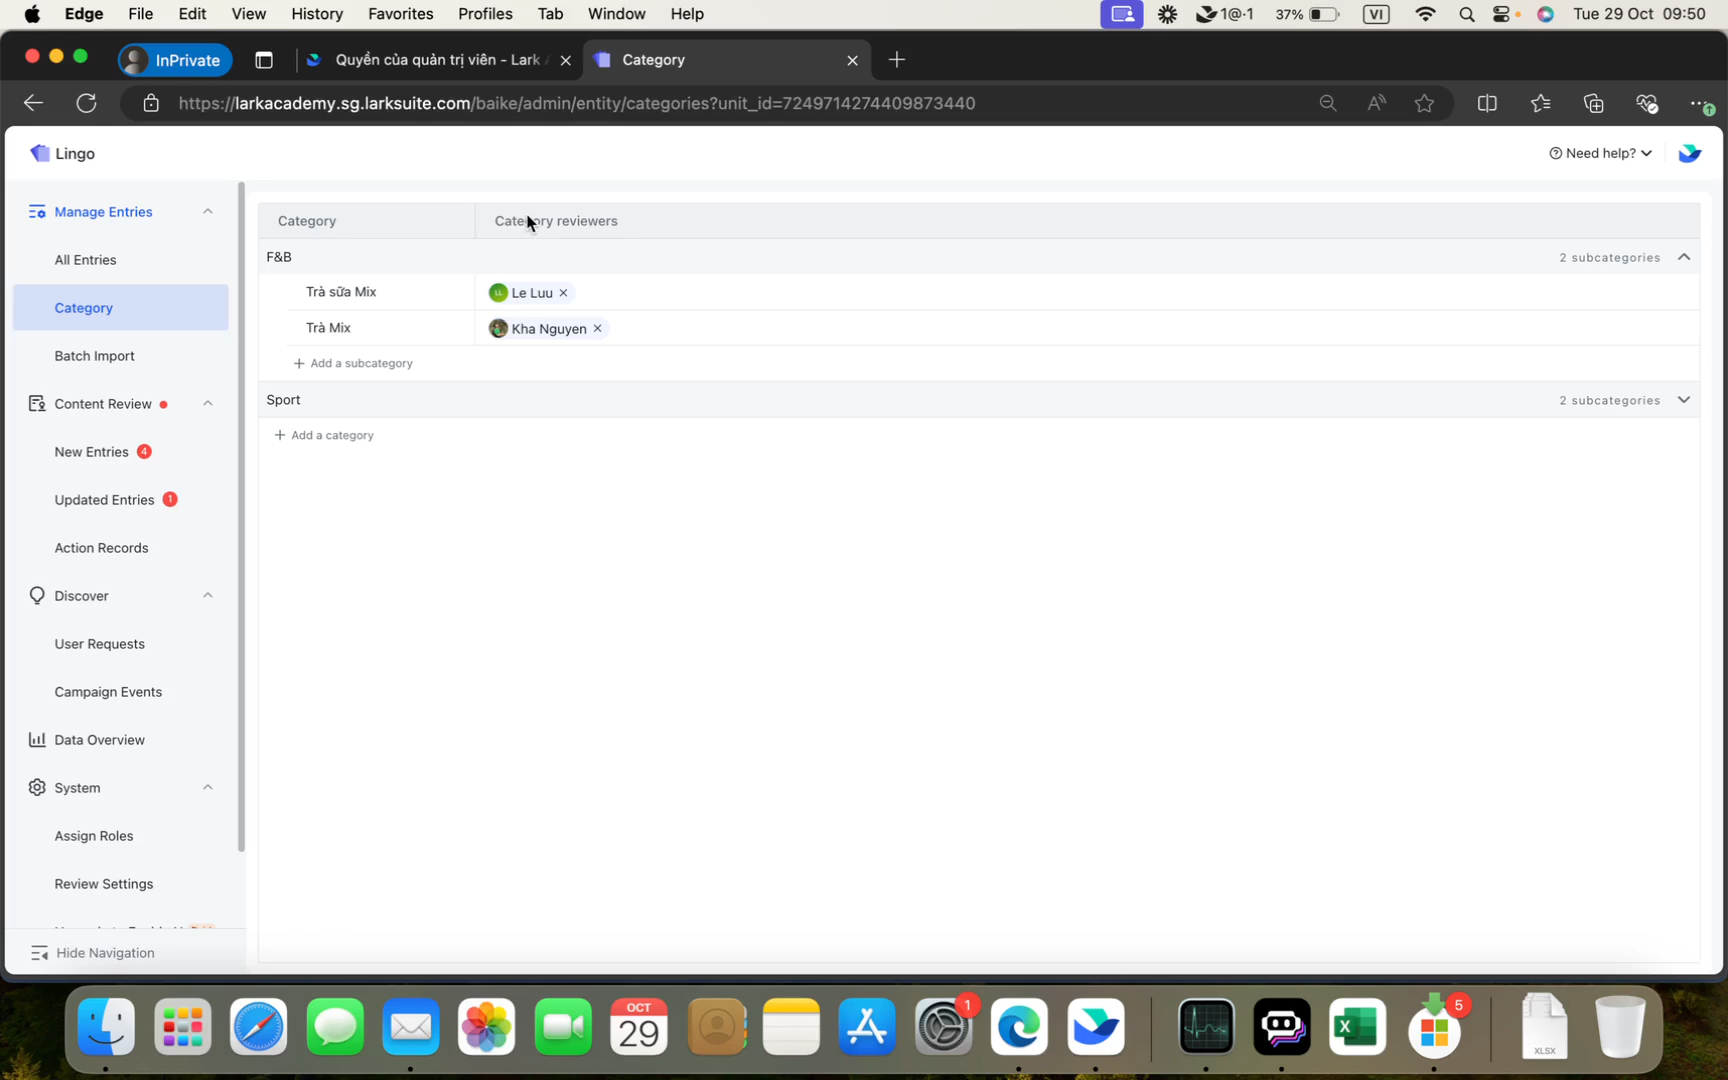 Edge File Edit View History Favorites Profiles Tab Window Help 1@·1 37% VI Tue 29 Oct 09:50
InPrivate Quyền của quản trị viên - Lark Category
https://larkacademy.sg.larksuite.com/baike/admin/entity/categories?unit_id=7249714274409873440
Lingo Need help?
Manage Entries
All Entries
Category
Batch Import
Content Review
New Entries 4
Updated Entries 1
Action Records
Discover
User Requests
Campaign Events
Data Overview
System
Assign Roles
Review Settings
Hide Navigation
Category Category reviewers
F&B 2 subcategories
Trà sữa Mix LL Le Luu
Trà Mix Kha Nguyen
+ Add a subcategory
Sport 2 subcategories
+ Add a category
OCT
29
1
5
XLSX